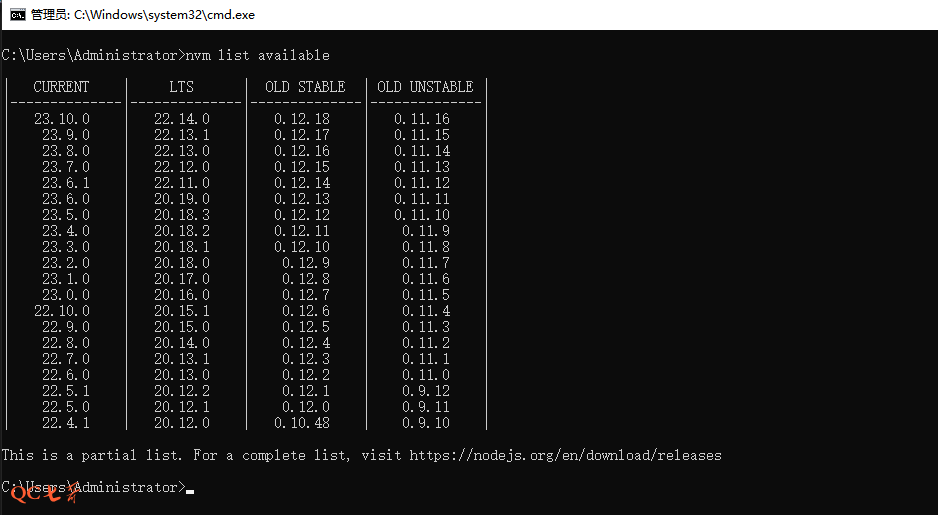 管理员: C:\Windows\system32\cmd.exe
C:\Users\Administrator>nvm list available
| CURRENT | LTS | OLD STABLE | OLD UNSTABLE |
|--------------|--------------|--------------|--------------|
| 23.10.0 | 22.14.0 | 0.12.18 | 0.11.16 |
| 23.9.0 | 22.13.1 | 0.12.17 | 0.11.15 |
| 23.8.0 | 22.13.0 | 0.12.16 | 0.11.14 |
| 23.7.0 | 22.12.0 | 0.12.15 | 0.11.13 |
| 23.6.1 | 22.11.0 | 0.12.14 | 0.11.12 |
| 23.6.0 | 20.19.0 | 0.12.13 | 0.11.11 |
| 23.5.0 | 20.18.3 | 0.12.12 | 0.11.10 |
| 23.4.0 | 20.18.2 | 0.12.11 | 0.11.9 |
| 23.3.0 | 20.18.1 | 0.12.10 | 0.11.8 |
| 23.2.0 | 20.18.0 | 0.12.9 | 0.11.7 |
| 23.1.0 | 20.17.0 | 0.12.8 | 0.11.6 |
| 23.0.0 | 20.16.0 | 0.12.7 | 0.11.5 |
| 22.10.0 | 20.15.1 | 0.12.6 | 0.11.4 |
| 22.9.0 | 20.15.0 | 0.12.5 | 0.11.3 |
| 22.8.0 | 20.14.0 | 0.12.4 | 0.11.2 |
| 22.7.0 | 20.13.1 | 0.12.3 | 0.11.1 |
| 22.6.0 | 20.13.0 | 0.12.2 | 0.11.0 |
| 22.5.1 | 20.12.2 | 0.12.1 | 0.9.12 |
| 22.5.0 | 20.12.1 | 0.12.0 | 0.9.11 |
| 22.4.1 | 20.12.0 | 0.10.48 | 0.9.10 |
This is a partial list. For a complete list, visit https://nodejs.org/en/download/releases
C:\Users\Administrator>_